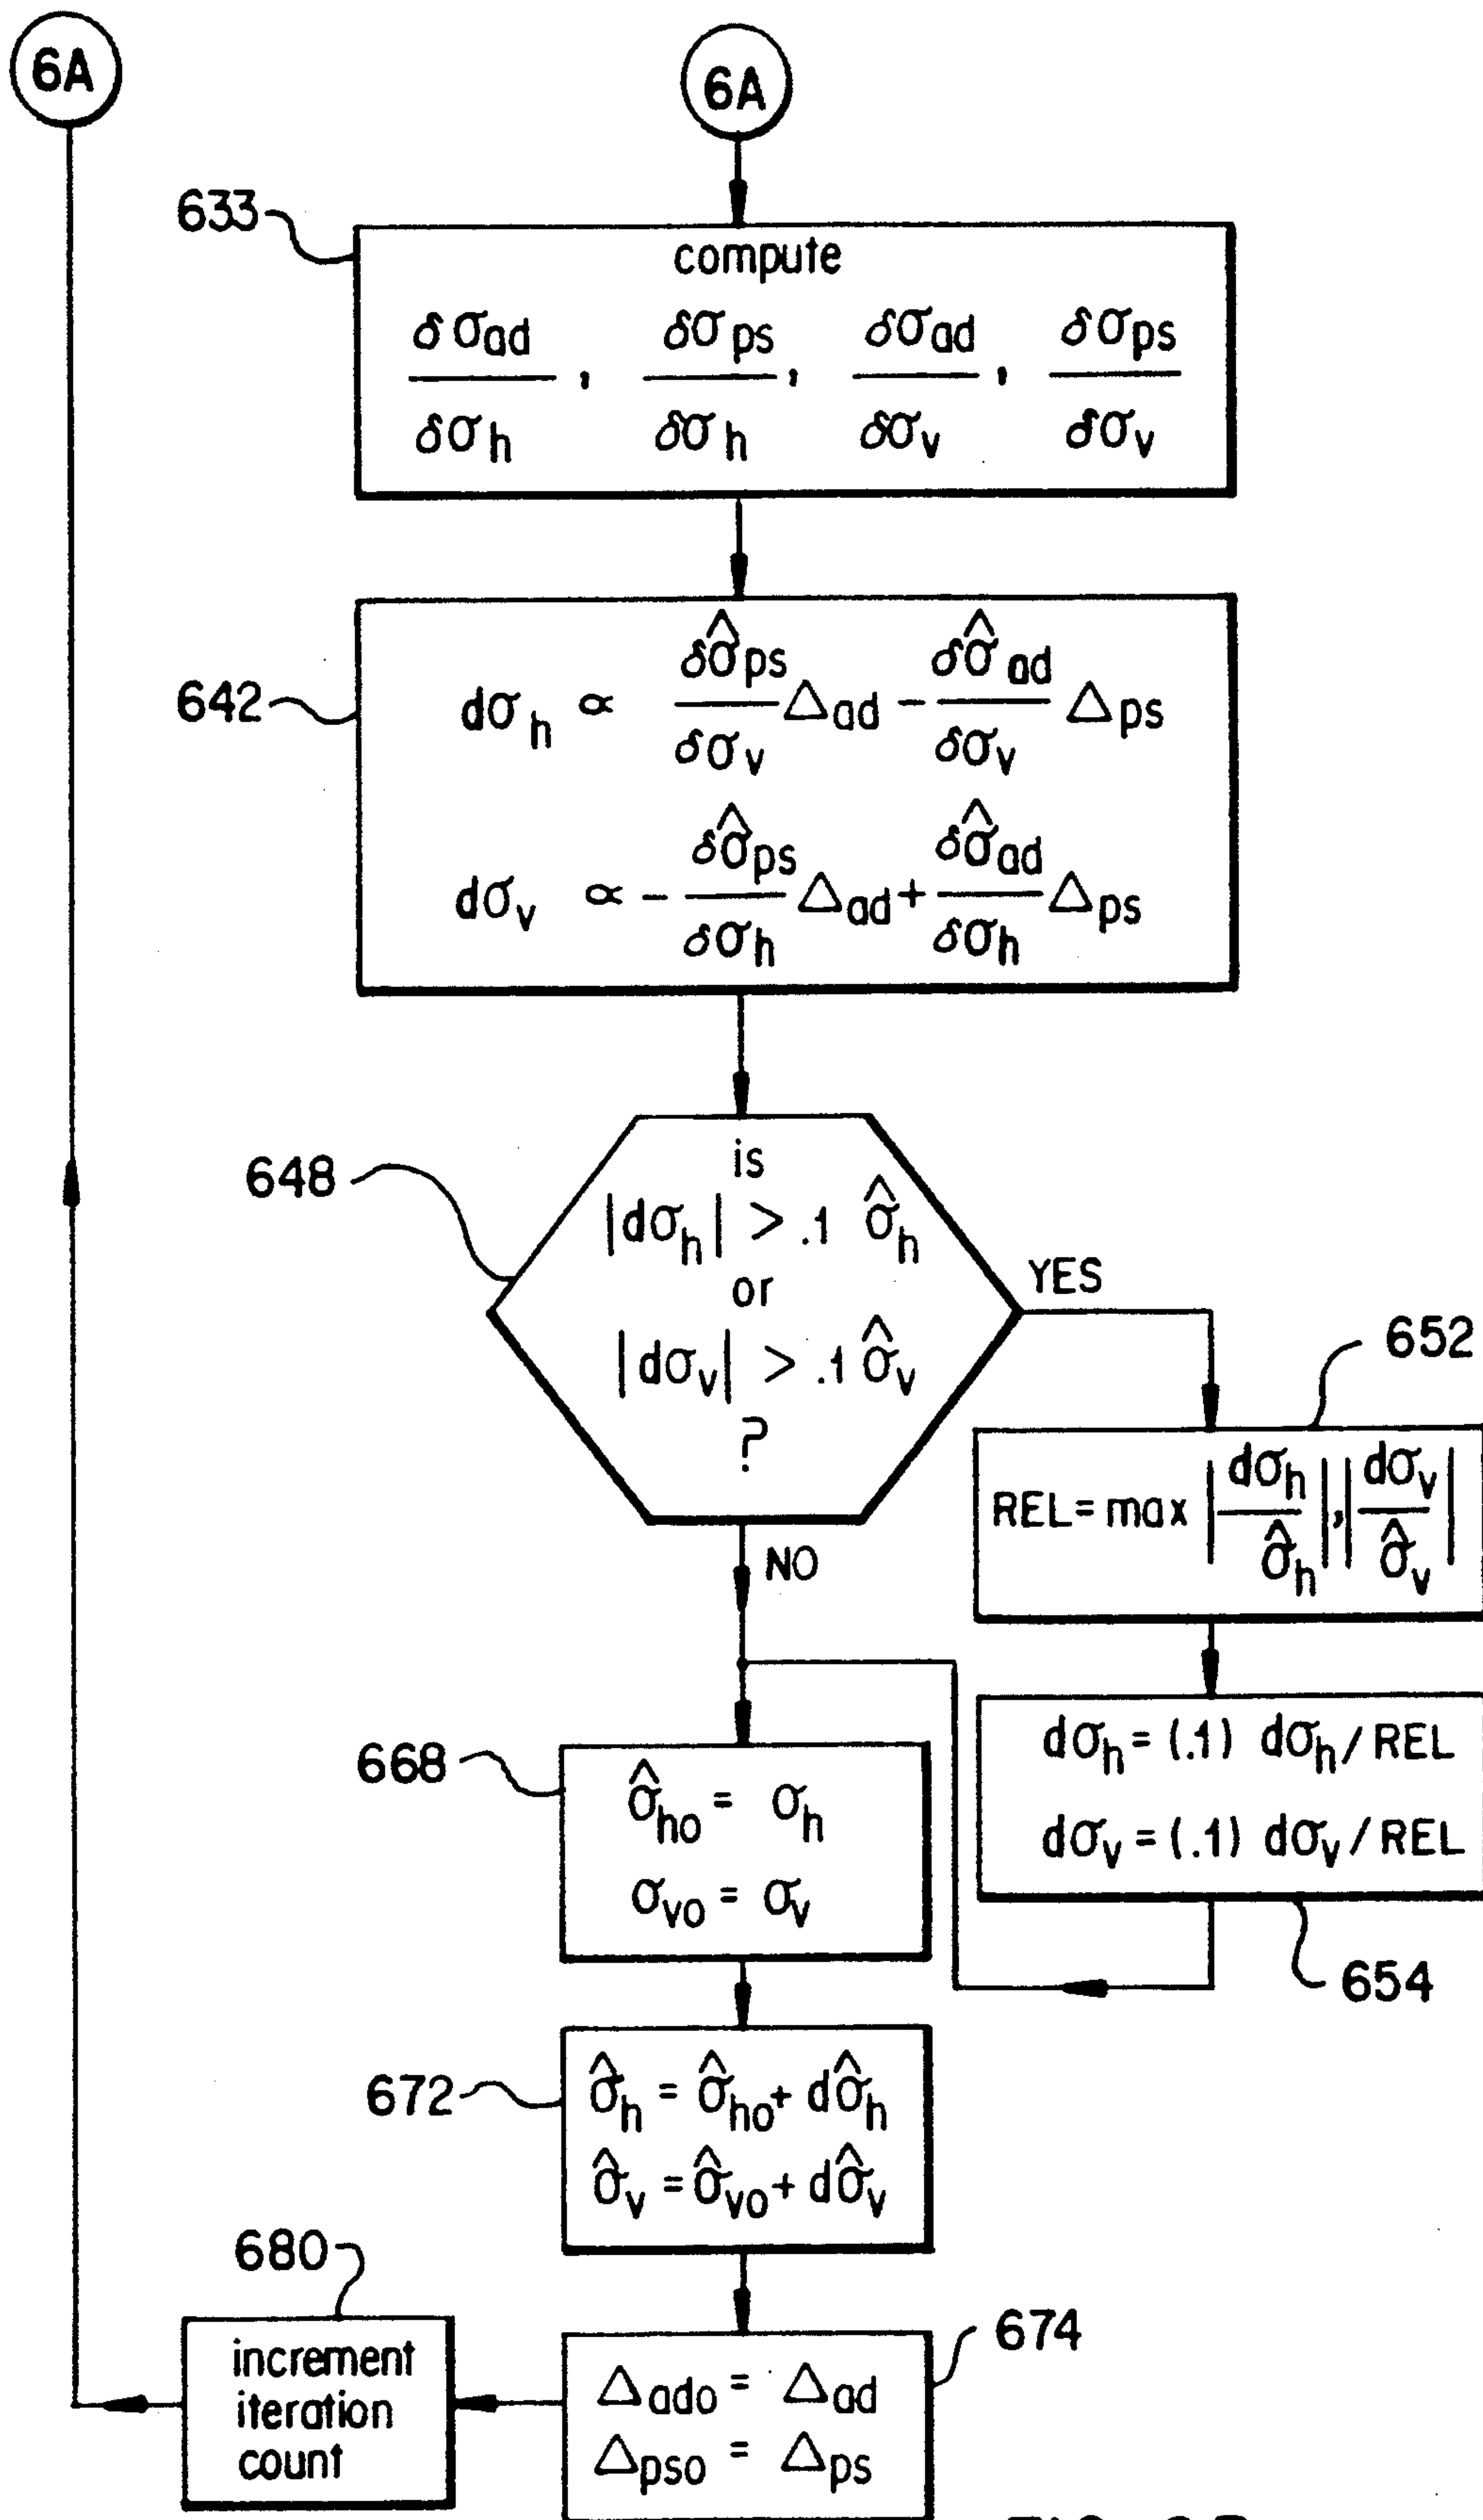 6A
6A
633
compute
δσad/δσh , δσps/δσh , δσad/δσv , δσps/δσv
642
dσh ∝ δσ̂ps/δσv Δad − δσ̂ad/δσv Δps
dσv ∝ − δσ̂ps/δσh Δad + δσ̂ad/δσh Δps
648
is
|dσh| > .1 σ̂h
or
|dσv| > .1 σ̂v
?
YES
NO
652
REL = max |dσh/σ̂h|,|dσv/σ̂v|
dσh = (.1) dσh / REL
dσv = (.1) dσv / REL
654
668
σ̂ho = σh
σvo = σv
672
σ̂h = σ̂ho + dσ̂h
σ̂v = σ̂vo + dσ̂v
680
increment
iteration
count
674
Δado = Δad
Δpso = Δps